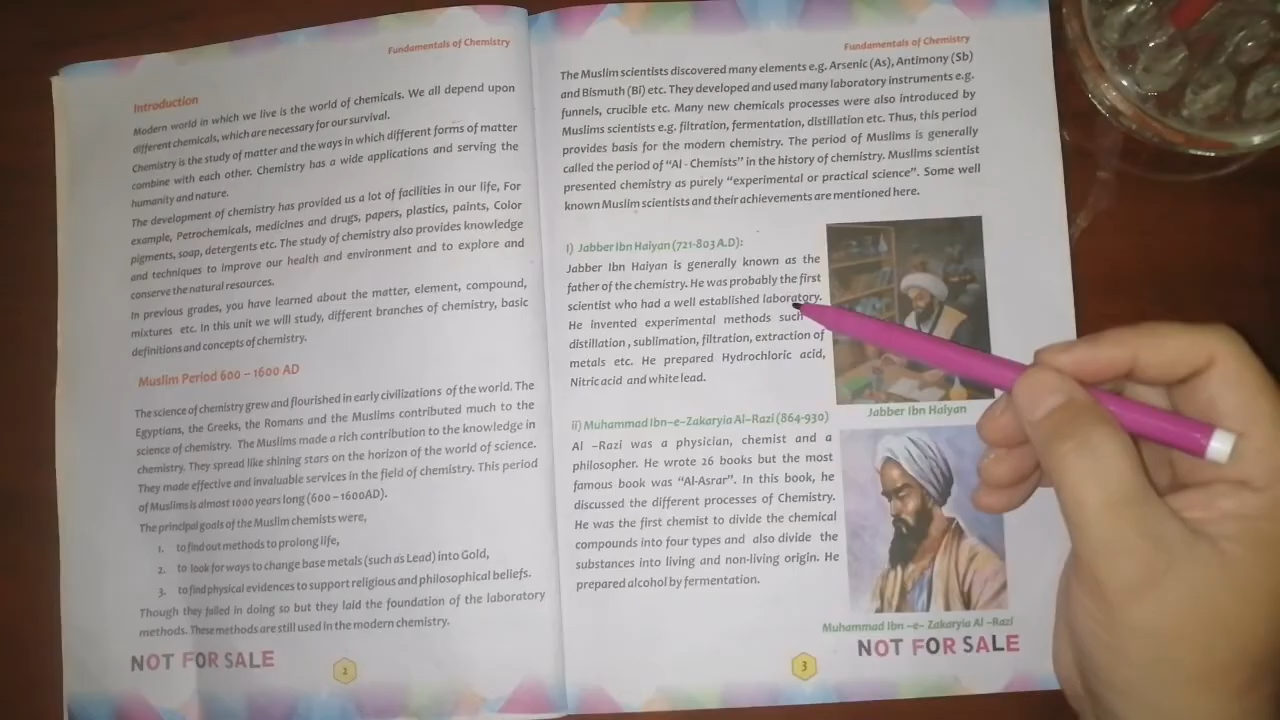 Fundamentals of Chemistry
Introduction
Modern world in which we live is the world of chemicals. We all depend upon
different chemicals, which are necessary for our survival.
Chemistry is the study of matter and the ways in which different forms of matter
combine with each other. Chemistry has a wide applications and serving the
humanity and nature.
The development of chemistry has provided us a lot of facilities in our life, For
example, Petrochemicals, medicines and drugs, papers, plastics, paints, Color
pigments, soap, detergents etc. The study of chemistry also provides knowledge
and techniques to improve our health and environment and to explore and
conserve the natural resources.
In previous grades, you have learned about the matter, element, compound,
mixtures etc. In this unit we will study, different branches of chemistry, basic
definitions and concepts of chemistry.
Muslim Period 600 – 1600 AD
The science of chemistry grew and flourished in early civilizations of the world. The
Egyptians, the Greeks, the Romans and the Muslims contributed much to the
science of chemistry. The Muslims made a rich contribution to the knowledge in
chemistry. They spread like shining stars on the horizon of the world of science.
They made effective and invaluable services in the field of chemistry. This period
of Muslims is almost 1000 years long (600 – 1600AD).
The principal goals of the Muslim chemists were,
1. to find out methods to prolong life,
2. to look for ways to change base metals (such as Lead) into Gold,
3. to find physical evidences to support religious and philosophical beliefs.
Though they failed in doing so but they laid the foundation of the laboratory
methods. These methods are still used in the modern chemistry.
NOT FOR SALE
2
Fundamentals of Chemistry
The Muslim scientists discovered many elements e.g. Arsenic (As), Antimony (Sb)
and Bismuth (Bi) etc. They developed and used many laboratory instruments e.g.
funnels, crucible etc. Many new chemicals processes were also introduced by
Muslims scientists e.g. filtration, fermentation, distillation etc. Thus, this period
provides basis for the modern chemistry. The period of Muslims is generally
called the period of “Al - Chemists” in the history of chemistry. Muslims scientist
presented chemistry as purely “experimental or practical science”. Some well
known Muslim scientists and their achievements are mentioned here.
i) Jabber Ibn Haiyan (721-803 A.D):
Jabber Ibn Haiyan is generally known as the
father of the chemistry. He was probably the first
scientist who had a well established laboratory.
He invented experimental methods such
distillation , sublimation, filtration, extraction of
metals etc. He prepared Hydrochloric acid,
Nitric acid and white lead.
Jabber Ibn Haiyan
ii) Muhammad Ibn–e–Zakaryia Al–Razi (864-930)
Al –Razi was a physician, chemist and a
philosopher. He wrote 26 books but the most
famous book was “Al-Asrar”. In this book, he
discussed the different processes of Chemistry.
He was the first chemist to divide the chemical
compounds into four types and also divide the
substances into living and non-living origin. He
prepared alcohol by fermentation.
Muhammad Ibn –e– Zakaryia Al –Razi
NOT FOR SALE
3